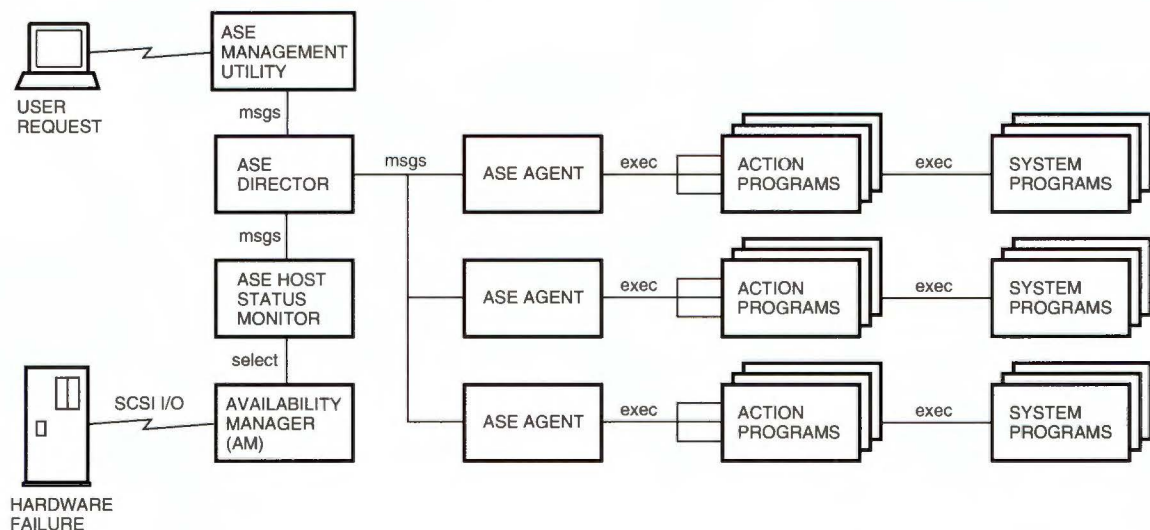 ASE
MANAGEMENT
UTILITY
USER
REQUEST
msgs
ASE
DIRECTOR
msgs
ASE AGENT
exec
ACTION
PROGRAMS
exec
SYSTEM
PROGRAMS
msgs
ASE HOST
STATUS
MONITOR
ASE AGENT
exec
ACTION
PROGRAMS
exec
SYSTEM
PROGRAMS
select
SCSI I/O
AVAILABILITY
MANAGER
(AM)
ASE AGENT
exec
ACTION
PROGRAMS
exec
SYSTEM
PROGRAMS
HARDWARE
FAILURE